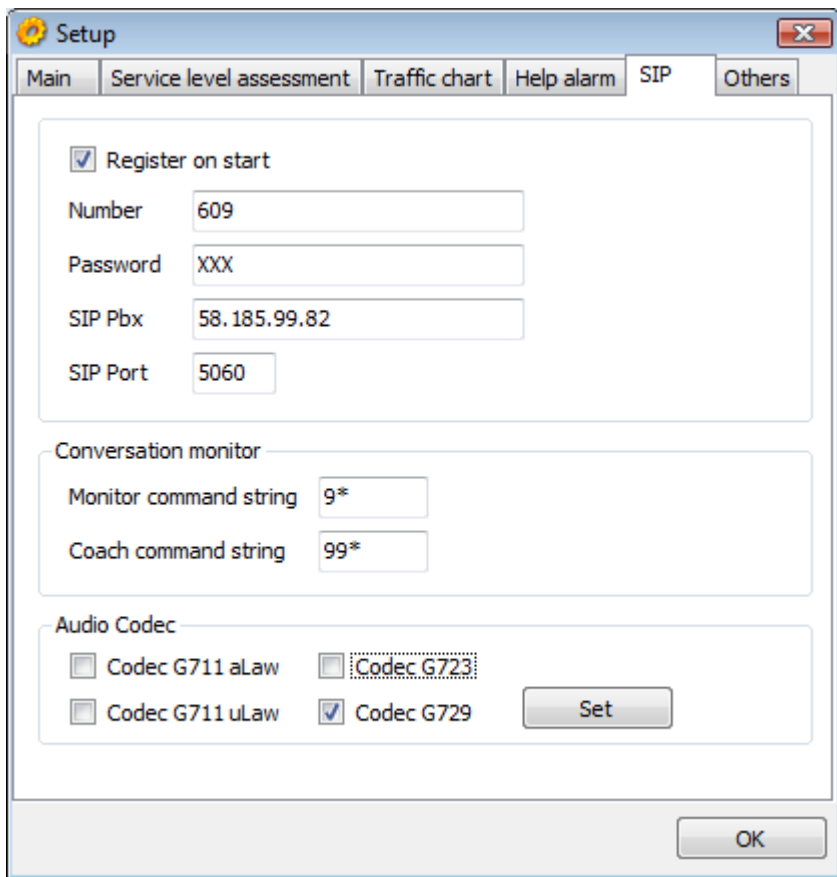 Setup
Main Service level assessment Traffic chart Help alarm SIP Others
Register on start
Number 609
Password XXX
SIP Pbx 58.185.99.82
SIP Port 5060
Conversation monitor
Monitor command string 9*
Coach command string 99*
Audio Codec
Codec G711 aLaw Codec G723
Codec G711 uLaw Codec G729 Set
OK